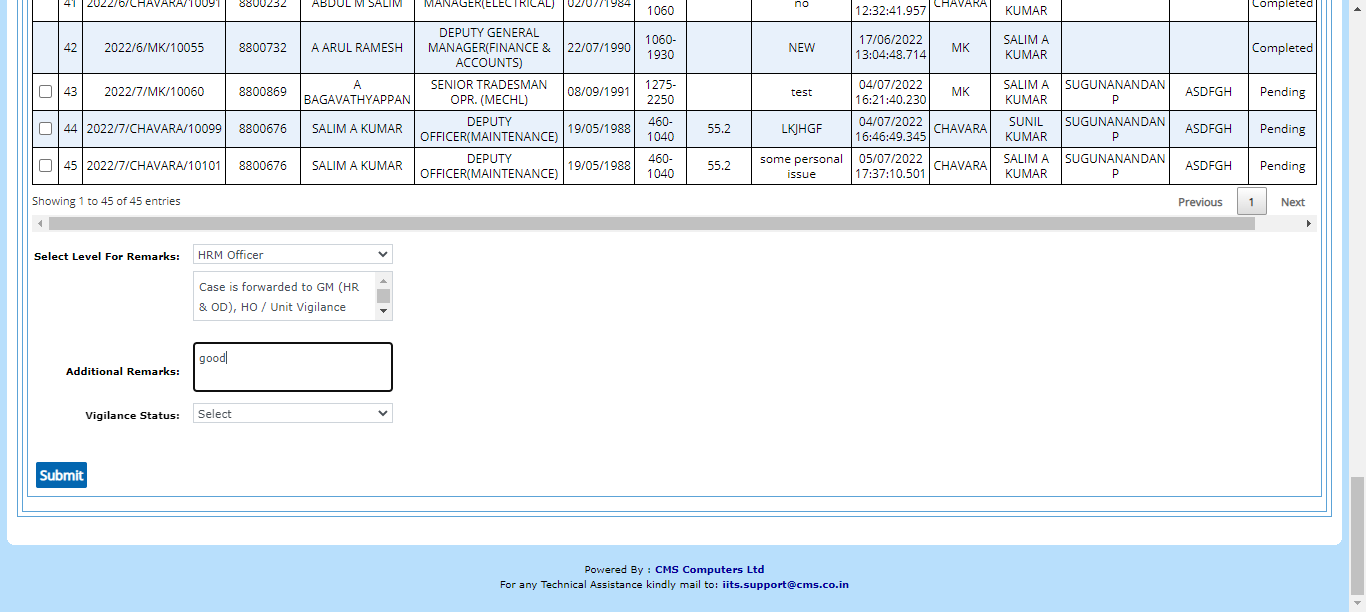 41 2022/6/CHAVARA/10091 8800232 ABDUL M SALIM MANAGER(ELECTRICAL) 02/07/1984 1060 no 12:32:41.957 CHAVARA KUMAR Completed
42 2022/6/MK/10055 8800732 A ARUL RAMESH DEPUTY GENERAL MANAGER(FINANCE & ACCOUNTS) 22/07/1990 1060-1930 NEW 17/06/2022 13:04:48.714 MK SALIM A KUMAR Completed
43 2022/7/MK/10060 8800869 A BAGAVATHYAPPAN SENIOR TRADESMAN OPR. (MECHL) 08/09/1991 1275-2250 test 04/07/2022 16:21:40.230 MK SALIM A KUMAR SUGUNANANDAN P ASDFGH Pending
44 2022/7/CHAVARA/10099 8800676 SALIM A KUMAR DEPUTY OFFICER(MAINTENANCE) 19/05/1988 460-1040 55.2 LKJHGF 04/07/2022 16:46:49.345 CHAVARA SUNIL KUMAR SUGUNANANDAN P ASDFGH Pending
45 2022/7/CHAVARA/10101 8800676 SALIM A KUMAR DEPUTY OFFICER(MAINTENANCE) 19/05/1988 460-1040 55.2 some personal issue 05/07/2022 17:37:10.501 CHAVARA SALIM A KUMAR SUGUNANANDAN P ASDFGH Pending
Showing 1 to 45 of 45 entries Previous 1 Next
Select Level For Remarks: HRM Officer
Case is forwarded to GM (HR
& OD), HO / Unit Vigilance
Additional Remarks: good
Vigilance Status: Select
Submit
Powered By : CMS Computers Ltd
For any Technical Assistance kindly mail to: iits.support@cms.co.in